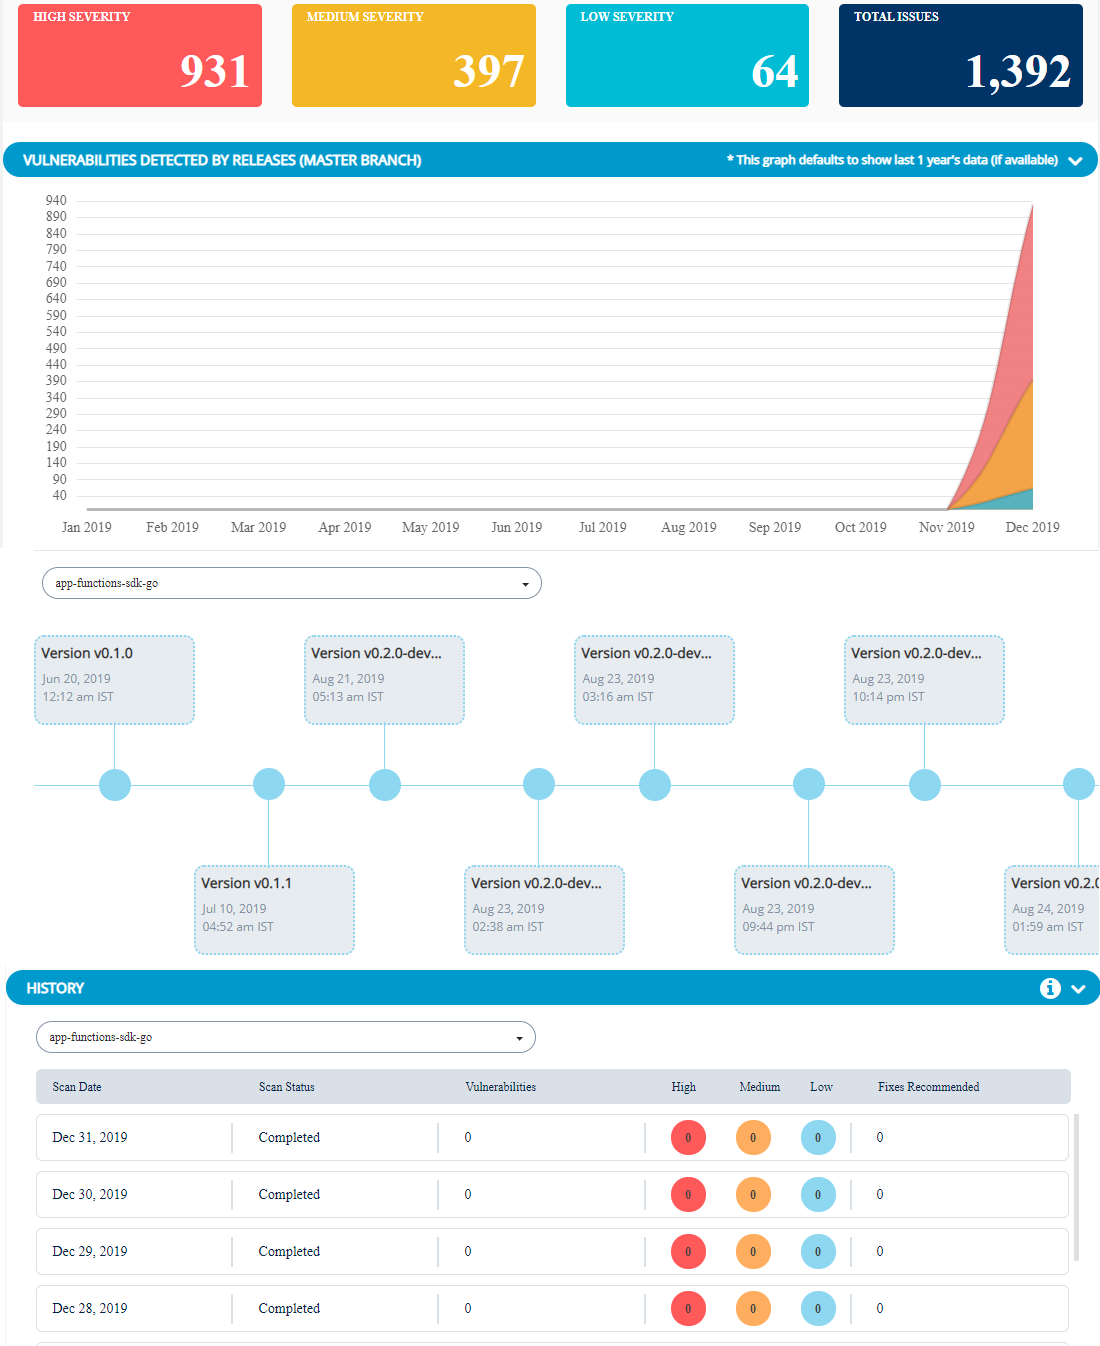 HIGH SEVERITY
931
MEDIUM SEVERITY
397
LOW SEVERITY
64
TOTAL ISSUES
1,392
VULNERABILITIES DETECTED BY RELEASES (MASTER BRANCH)
* This graph defaults to show last 1 year's data (if available)
940
890
840
790
740
690
640
590
540
490
440
390
340
290
240
190
140
90
40
Jan 2019 Feb 2019 Mar 2019 Apr 2019 May 2019 Jun 2019 Jul 2019 Aug 2019 Sep 2019 Oct 2019 Nov 2019 Dec 2019
app-functions-sdk-go
Version v0.1.0
Jun 20, 2019
12:12 am IST
Version v0.2.0-dev...
Aug 21, 2019
05:13 am IST
Version v0.2.0-dev...
Aug 23, 2019
03:16 am IST
Version v0.2.0-dev...
Aug 23, 2019
10:14 pm IST
Version v0.1.1
Jul 10, 2019
04:52 am IST
Version v0.2.0-dev...
Aug 23, 2019
02:38 am IST
Version v0.2.0-dev...
Aug 23, 2019
09:44 pm IST
Version v0.2.0
Aug 24, 2019
01:59 am IST
HISTORY
app-functions-sdk-go
Scan Date Scan Status Vulnerabilities High Medium Low Fixes Recommended
Dec 31, 2019 Completed 0 0 0 0 0
Dec 30, 2019 Completed 0 0 0 0 0
Dec 29, 2019 Completed 0 0 0 0 0
Dec 28, 2019 Completed 0 0 0 0 0